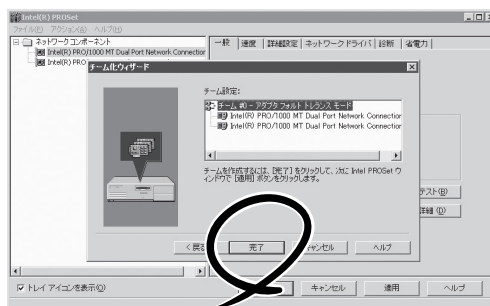 Intel(R) PROSet
ファイル(F) アクション(A) ヘルプ(H)
ネットワーク コンポーネント
Intel(R) PRO/1000 MT Dual Port Network Connection
Intel(R) PRO
一般 速度 詳細設定 ネットワークドライバ 診断 省電力
チーム化ウィザード
チーム設定:
チーム #0 - アダプタ フォルト トレランス モード
Intel(R) PRO/1000 MT Dual Port Network Connection
Intel(R) PRO/1000 MT Dual Port Network Connection
チームを作成するには、[完了] をクリックして、次に Intel PROSet ウィンドウで [適用] ボタンをクリックします。
テスト(E)
詳細(D)
< 戻る
完了
キャンセル
ヘルプ
トレイ アイコンを表示(O)
キャンセル
適用
ヘルプ